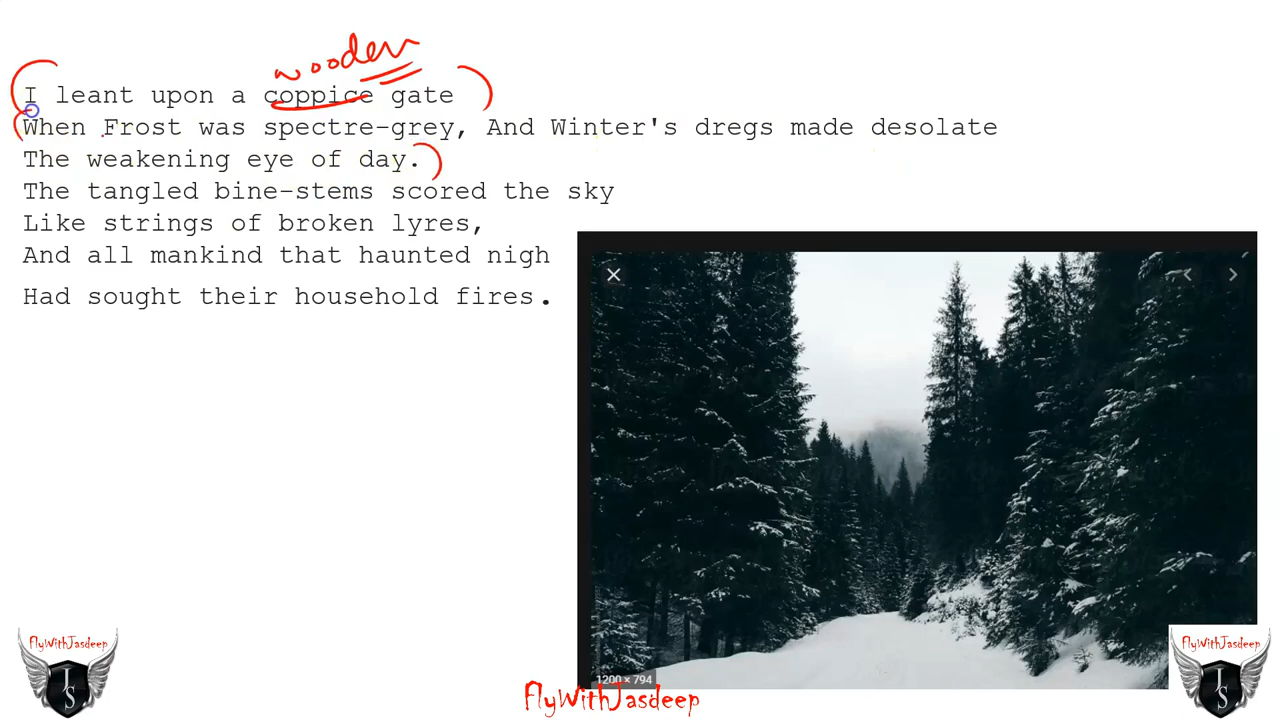 wooden
I leant upon a coppice gate
When Frost was spectre-grey, And Winter's dregs made desolate
The weakening eye of day.
The tangled bine-stems scored the sky
Like strings of broken lyres,
And all mankind that haunted nigh
Had sought their household fires.
1200 x 794
FlyWithJasdeep
JS
FlyWithJasdeep
FlyWithJasdeep
JS